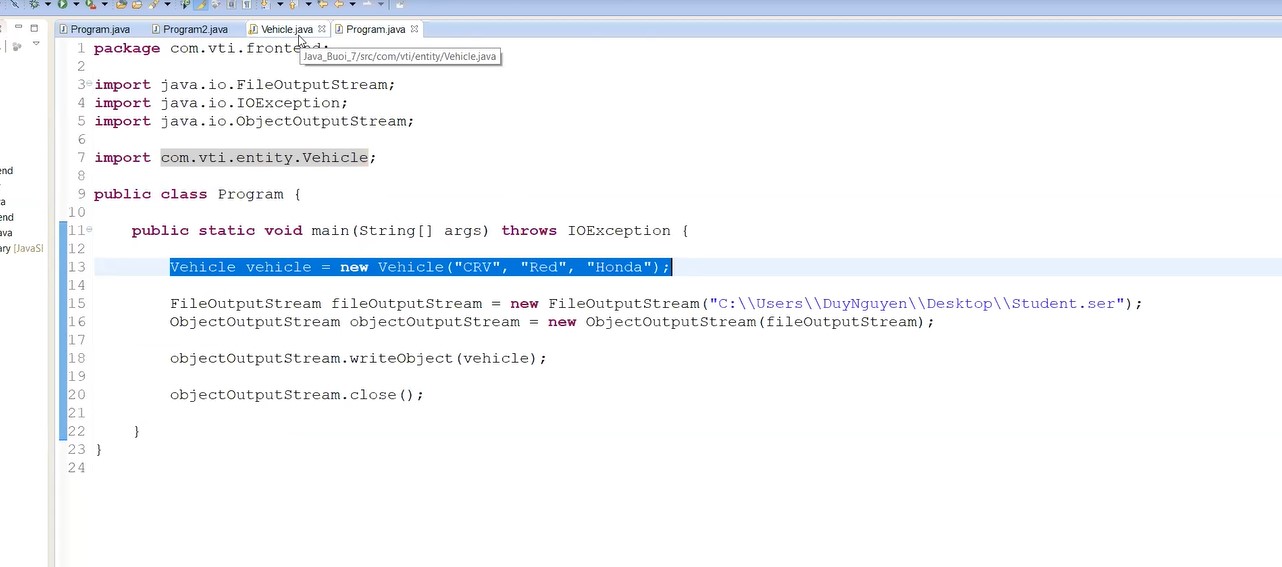 Program.java Program2.java Vehicle.java Program.java
Java_Buoi_7/src/com/vti/entity/Vehicle.java
1 package com.vti.frontend;
2
3 import java.io.FileOutputStream;
4 import java.io.IOException;
5 import java.io.ObjectOutputStream;
6
7 import com.vti.entity.Vehicle;
8
9 public class Program {
10
11 public static void main(String[] args) throws IOException {
12
13 Vehicle vehicle = new Vehicle("CRV", "Red", "Honda");
14
15 FileOutputStream fileOutputStream = new FileOutputStream("C:\\Users\\DuyNguyen\\Desktop\\Student.ser");
16 ObjectOutputStream objectOutputStream = new ObjectOutputStream(fileOutputStream);
17
18 objectOutputStream.writeObject(vehicle);
19
20 objectOutputStream.close();
21
22 }
23 }
24
end
a
end
ava
ary [JavaSE